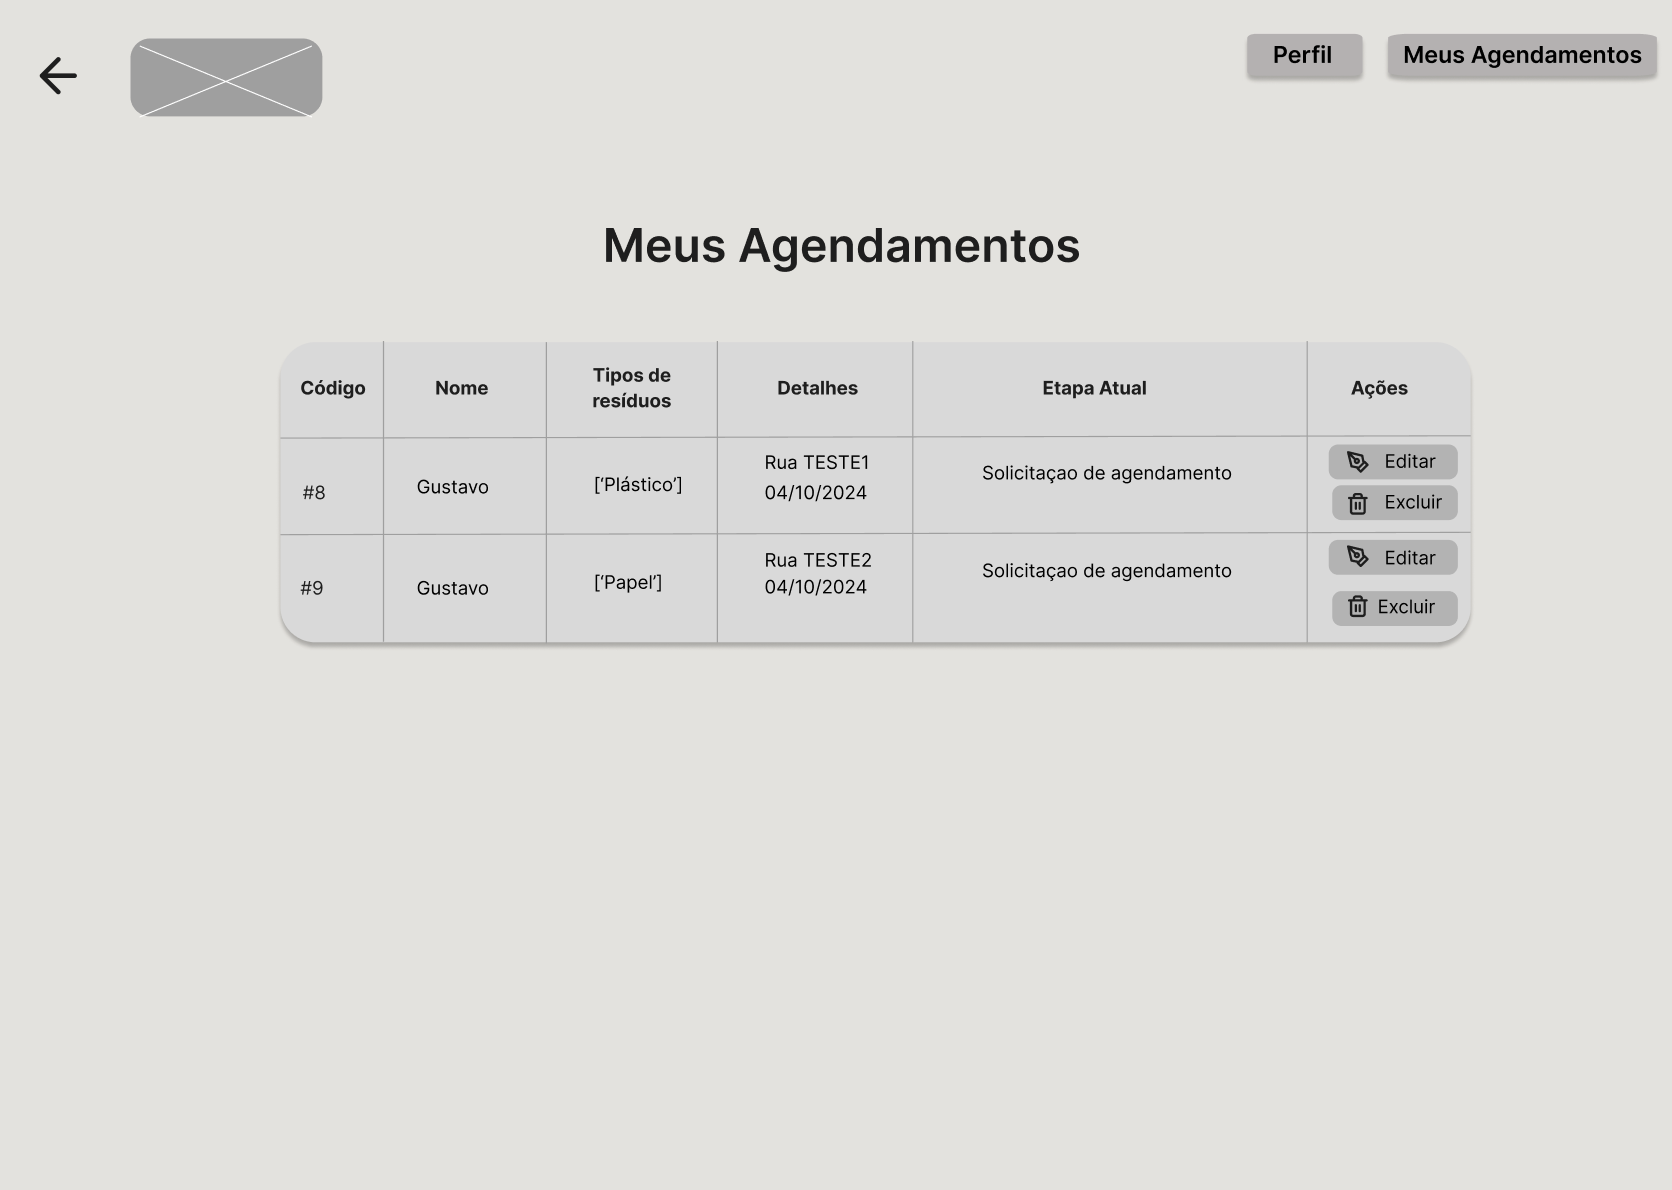 Perfil
Meus Agendamentos
Meus Agendamentos
Código
Nome
Tipos de
resíduos
Detalhes
Etapa Atual
Ações
#8
Gustavo
[‘Plástico’]
Rua TESTE1
04/10/2024
Solicitaçao de agendamento
Editar
Excluir
#9
Gustavo
[‘Papel’]
Rua TESTE2
04/10/2024
Solicitaçao de agendamento
Editar
Excluir